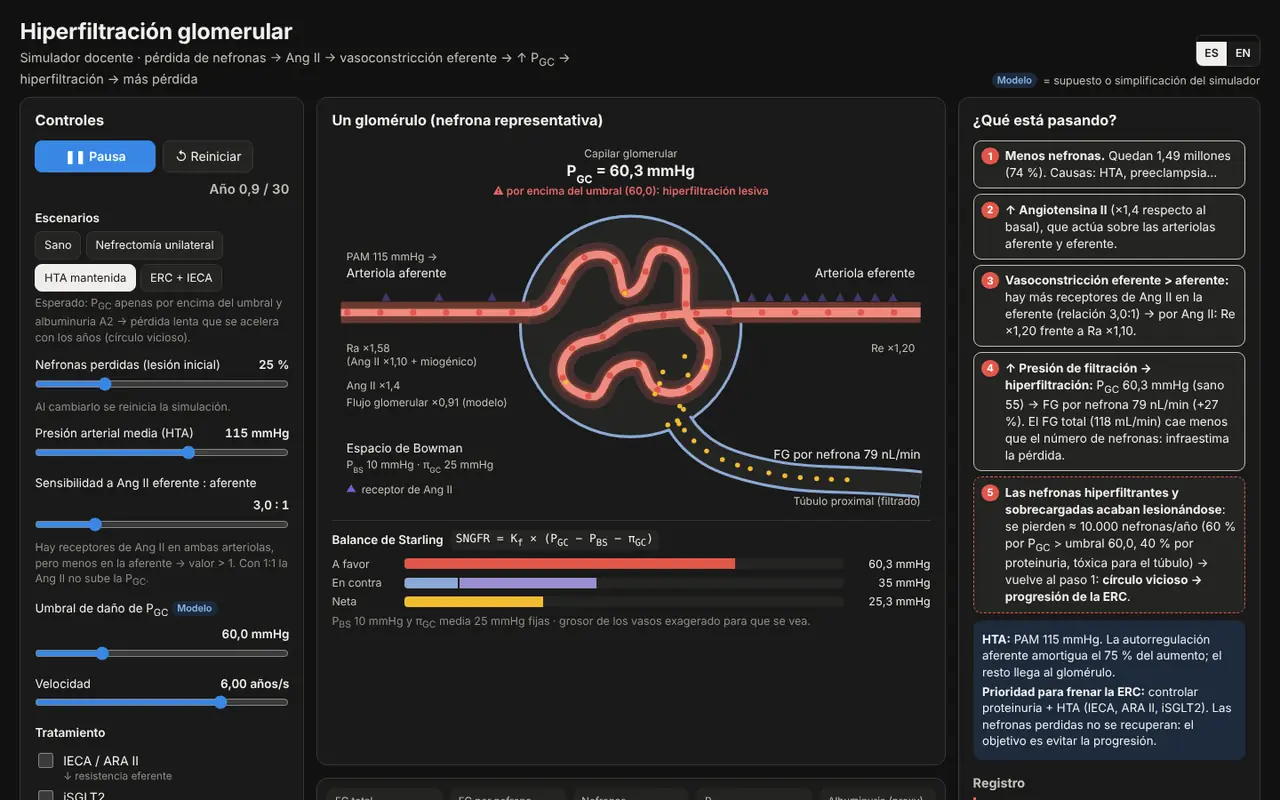 Hiperfiltración glomerular
Simulador docente · pérdida de nefronas → Ang II → vasoconstricción eferente → ↑ PGC →
hiperfiltración → más pérdida
ES EN
Modelo = supuesto o simplificación del simulador
Controles
❚❚ Pausa
↺ Reiniciar
Año 0,9 / 30
Escenarios
Sano
Nefrectomía unilateral
HTA mantenida
ERC + IECA
Esperado: PGC apenas por encima del umbral y
albuminuria A2 → pérdida lenta que se acelera
con los años (círculo vicioso).
Nefronas perdidas (lesión inicial) 25 %
Al cambiarlo se reinicia la simulación.
Presión arterial media (HTA) 115 mmHg
Sensibilidad a Ang II eferente : aferente
3,0 : 1
Hay receptores de Ang II en ambas arteriolas,
pero menos en la aferente → valor > 1. Con 1:1 la
Ang II no sube la PGC.
Umbral de daño de PGC Modelo
60,0 mmHg
Velocidad 6,00 años/s
Tratamiento
IECA / ARA II
↓ resistencia eferente
iSGLT2
Un glomérulo (nefrona representativa)
Capilar glomerular
PGC = 60,3 mmHg
⚠ por encima del umbral (60,0): hiperfiltración lesiva
PAM 115 mmHg →
Arteriola aferente
Arteriola eferente
Ra ×1,58
(Ang II ×1,10 + miogénico)
Re ×1,20
Ang II ×1,4
Flujo glomerular ×0,91 (modelo)
Espacio de Bowman
PBS 10 mmHg · πGC 25 mmHg
▲ receptor de Ang II
FG por nefrona 79 nL/min
Túbulo proximal (filtrado)
Balance de Starling SNGFR = Kf × (PGC − PBS − πGC)
A favor 60,3 mmHg
En contra 35 mmHg
Neta 25,3 mmHg
PBS 10 mmHg y πGC media 25 mmHg fijas · grosor de los vasos exagerado para que se vea.
¿Qué está pasando?
1 Menos nefronas. Quedan 1,49 millones
(74 %). Causas: HTA, preeclampsia...
2 ↑ Angiotensina II (×1,4 respecto al
basal), que actúa sobre las arteriolas
aferente y eferente.
3 Vasoconstricción eferente > aferente:
hay más receptores de Ang II en la
eferente (relación 3,0:1) → por Ang II: Re
×1,20 frente a Ra ×1,10.
4 ↑ Presión de filtración →
hiperfiltración: PGC 60,3 mmHg (sano
55) → FG por nefrona 79 nL/min (+27
%). El FG total (118 mL/min) cae menos
que el número de nefronas: infraestima
la pérdida.
5 Las nefronas hiperfiltrantes y
sobrecargadas acaban lesionándose:
se pierden ≈ 10.000 nefronas/año (60 %
por PGC > umbral 60,0, 40 % por
proteinuria, tóxica para el túbulo) →
vuelve al paso 1: círculo vicioso →
progresión de la ERC.
HTA: PAM 115 mmHg. La autorregulación
aferente amortigua el 75 % del aumento; el
resto llega al glomérulo.
Prioridad para frenar la ERC: controlar
proteinuria + HTA (IECA, ARA II, iSGLT2). Las
nefronas perdidas no se recuperan: el
objetivo es evitar la progresión.
Registro